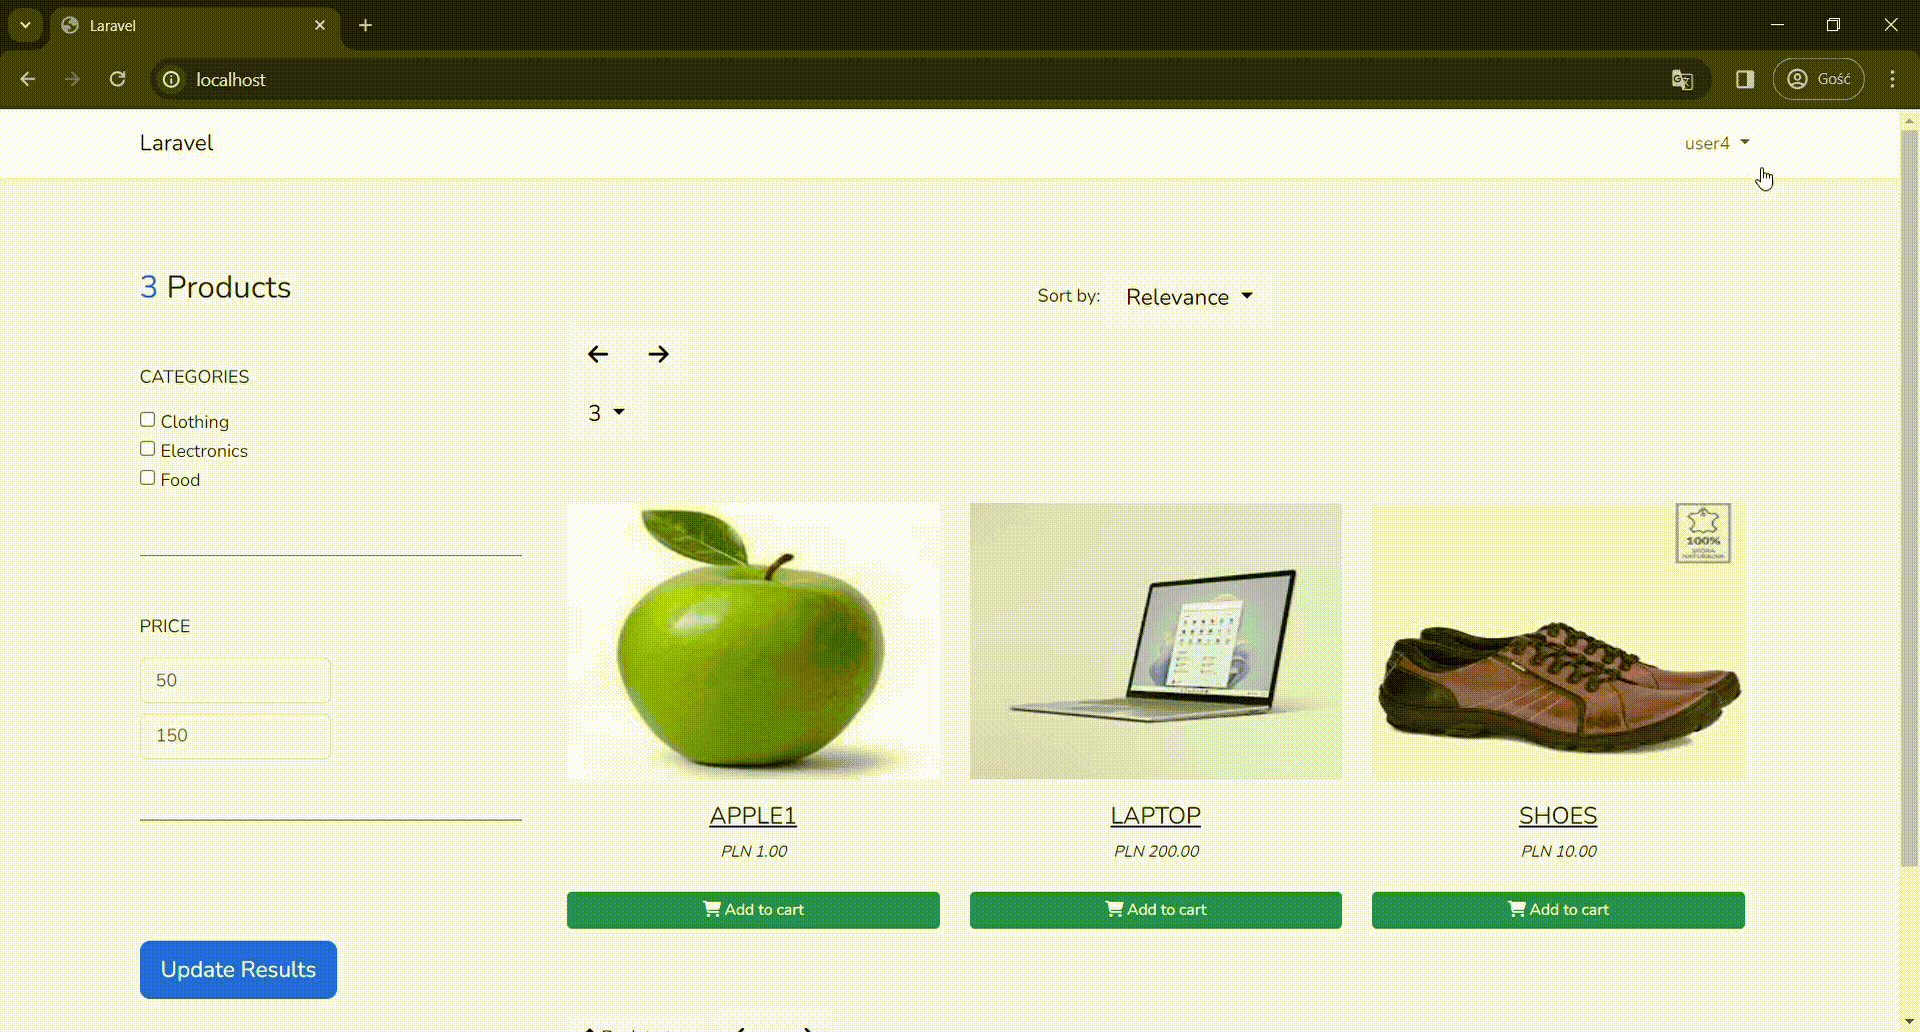 Laravel
localhost
Gość
Laravel
user4
3 Products
Sort by: Relevance
CATEGORIES
Clothing
Electronics
Food
3
PRICE
50
150
100%
APPLE1
PLN 1.00
Add to cart
LAPTOP
PLN 200.00
Add to cart
SHOES
PLN 10.00
Add to cart
Update Results